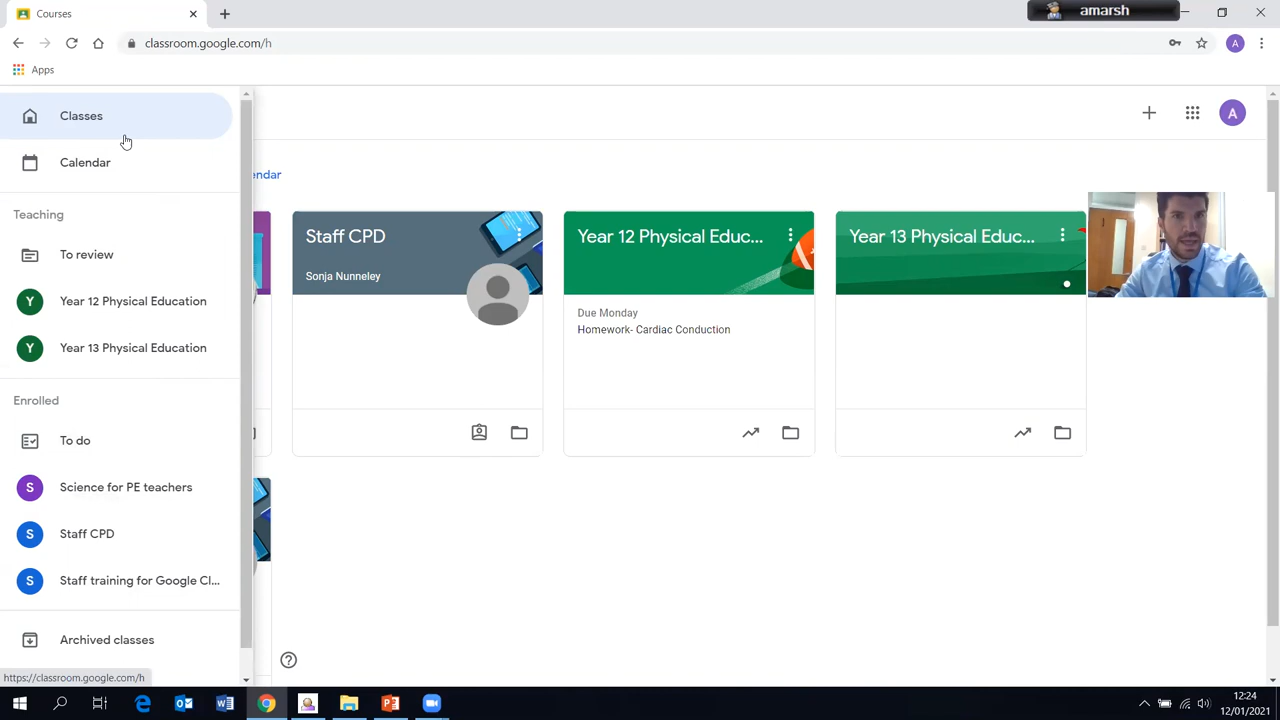 Courses
amarsh
classroom.google.com/h
A
Apps
Classes
A
Calendar
endar
Teaching
Staff CPD
Year 12 Physical Educ...
Year 13 Physical Educ...
To review
Sonja Nunneley
Y
Year 12 Physical Education
Due Monday
Homework- Cardiac Conduction
Y
Year 13 Physical Education
Enrolled
To do
S
Science for PE teachers
S
Staff CPD
S
Staff training for Google Cl...
Archived classes
https://classroom.google.com/h
12:24
12/01/2021